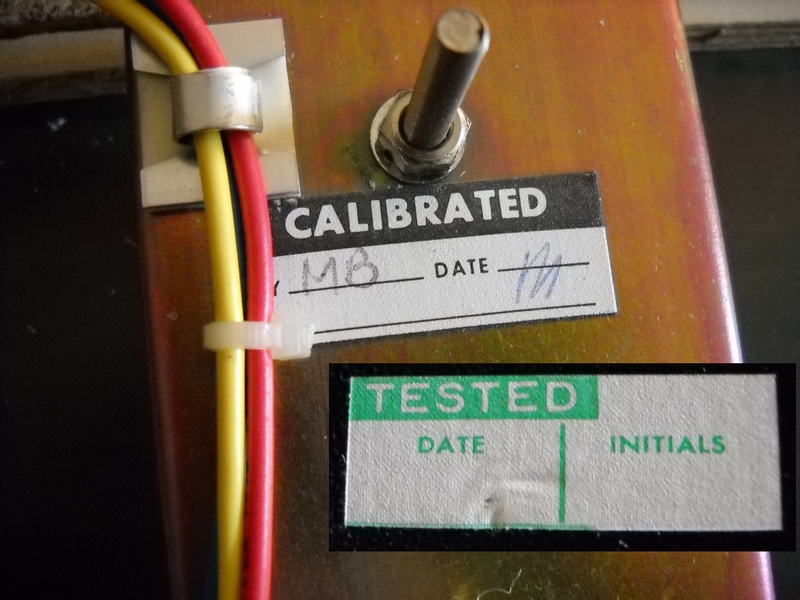 CALIBRATED
Y MB DATE
TESTED
DATE INITIALS